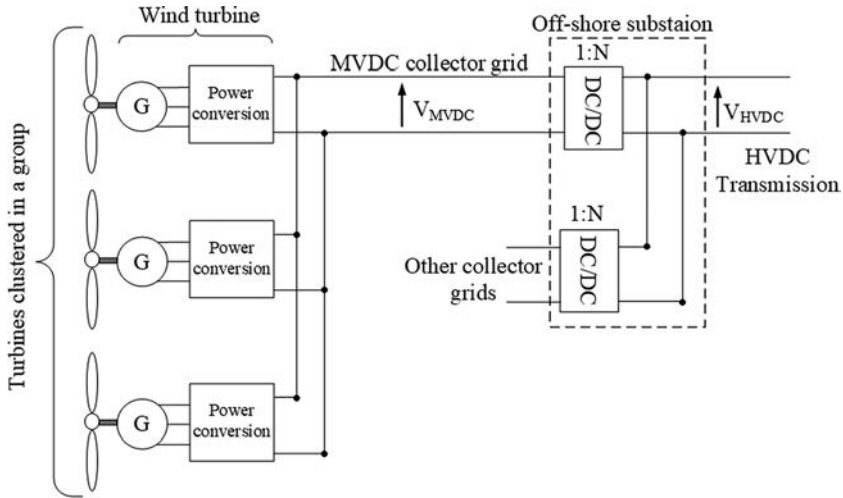 Wind turbine
Off-shore substaion
1:N
MVDC collector grid
DC/DC
G
Power
conversion
VMVDC
VHVDC
HVDC
Transmission
Turbines clustered in a group
1:N
G
Power
conversion
DC/DC
Other collector
grids
G
Power
conversion